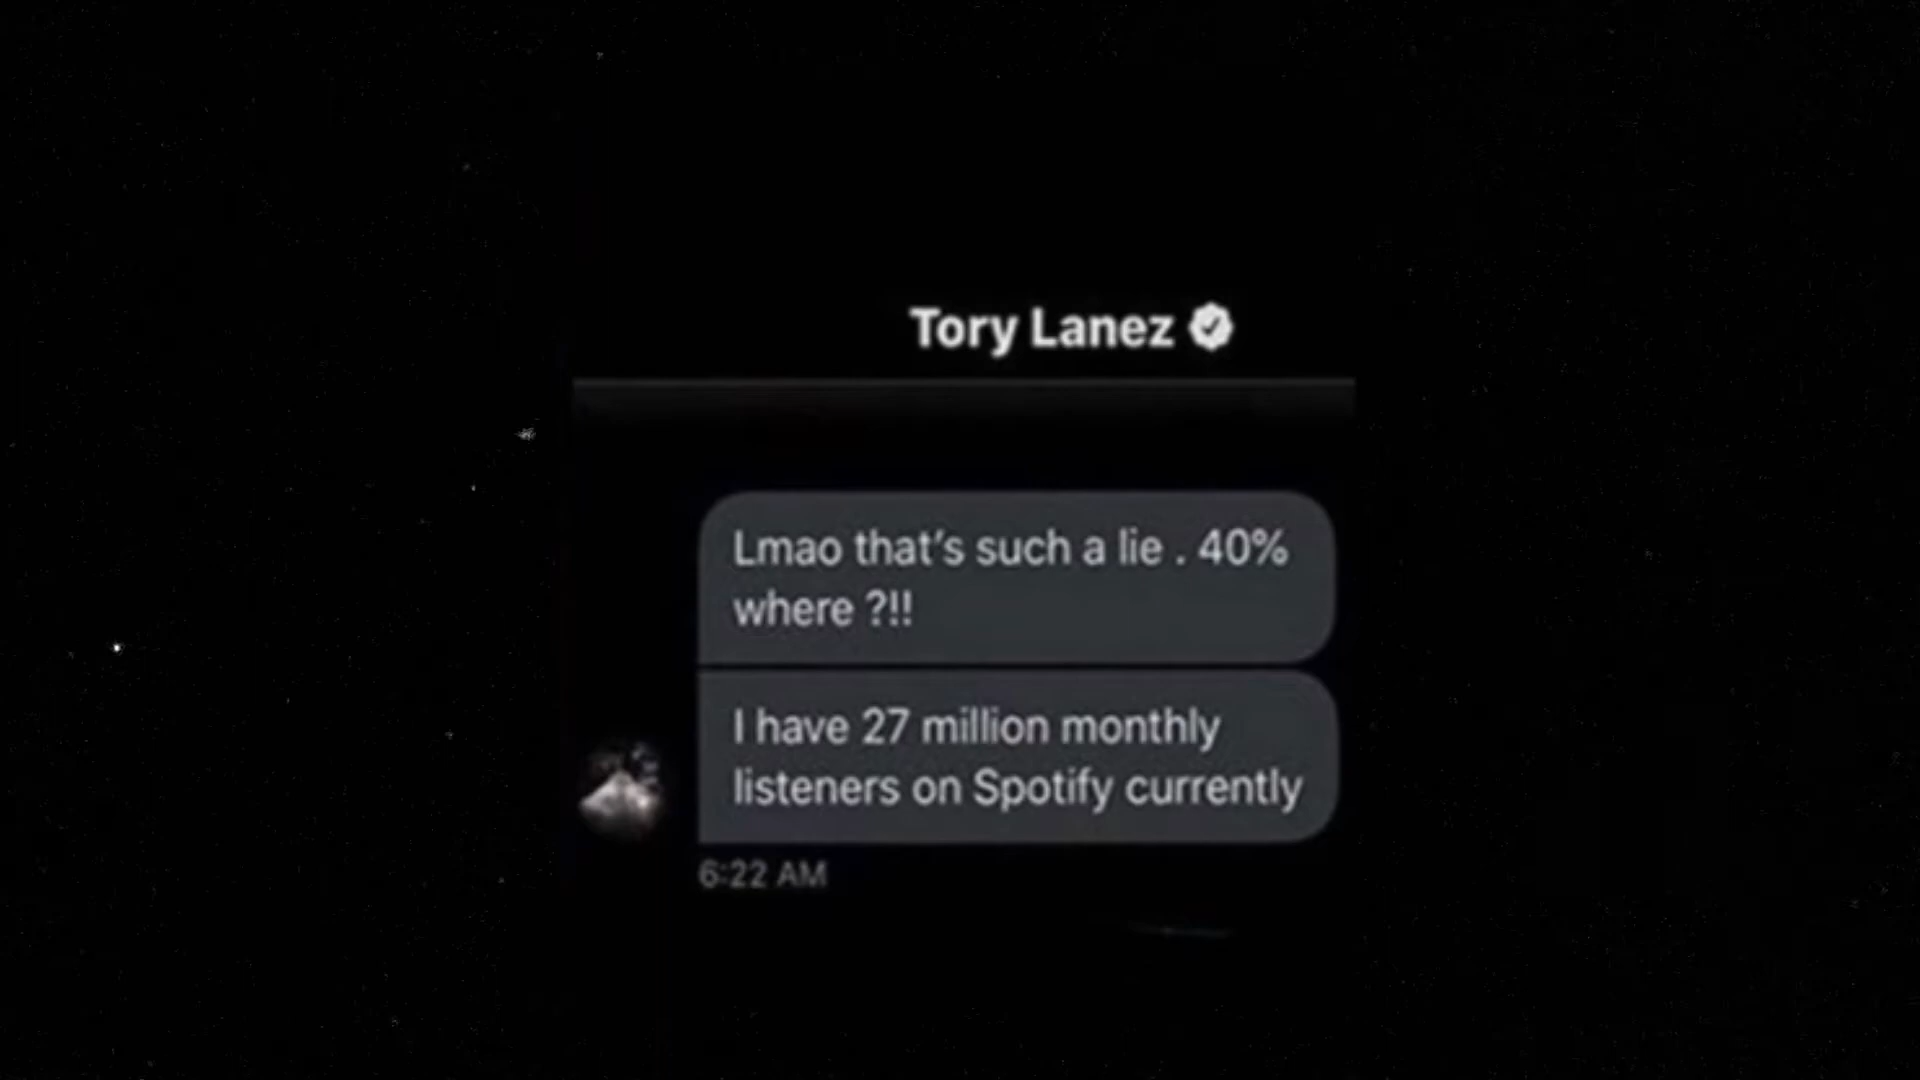 Tory Lanez
Lmao that's such a lie . 40%
where ?!!
I have 27 million monthly
listeners on Spotify currently
6:22 AM